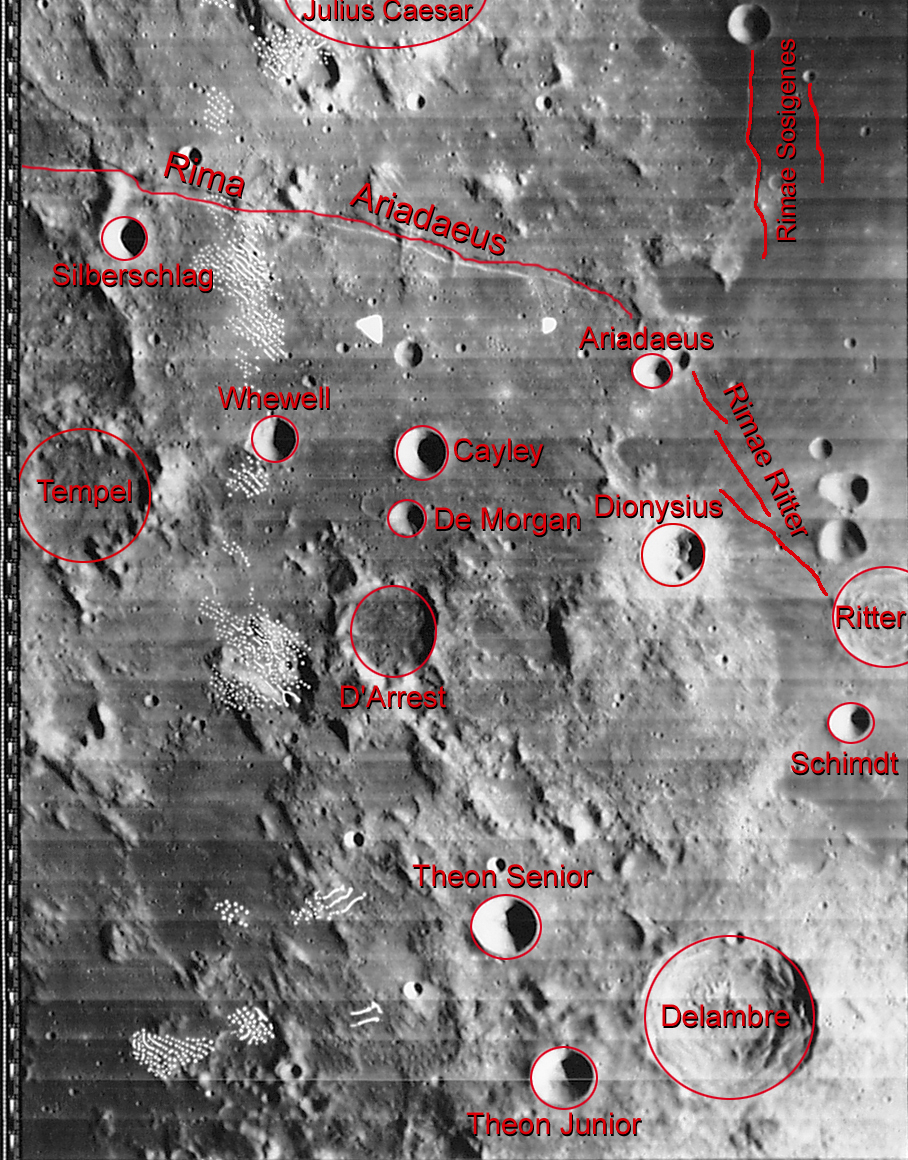 Julius Caesar
Rimae Sosigenes
Rima
Ariadaeus
Silberschlag
Ariadaeus
Whewell
Rimae Ritter
Cayley
Tempel
Dionysius
De Morgan
Ritter
D'Arrest
Schimdt
Theon Senior
Delambre
Theon Junior